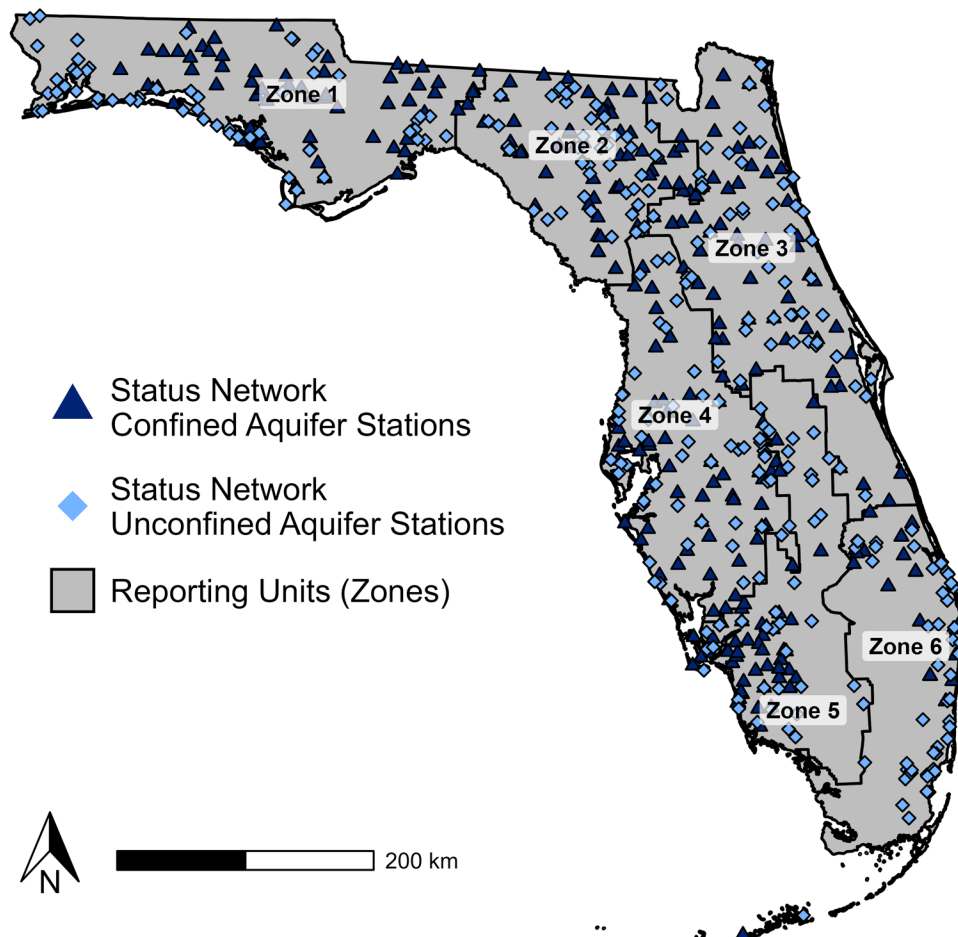 Zone 1
Zone 2
Zone 3
Status Network
Confined Aquifer Stations
Zone 4
Status Network
Unconfined Aquifer Stations
Reporting Units (Zones)
Zone 6
Zone 5
N
200 km